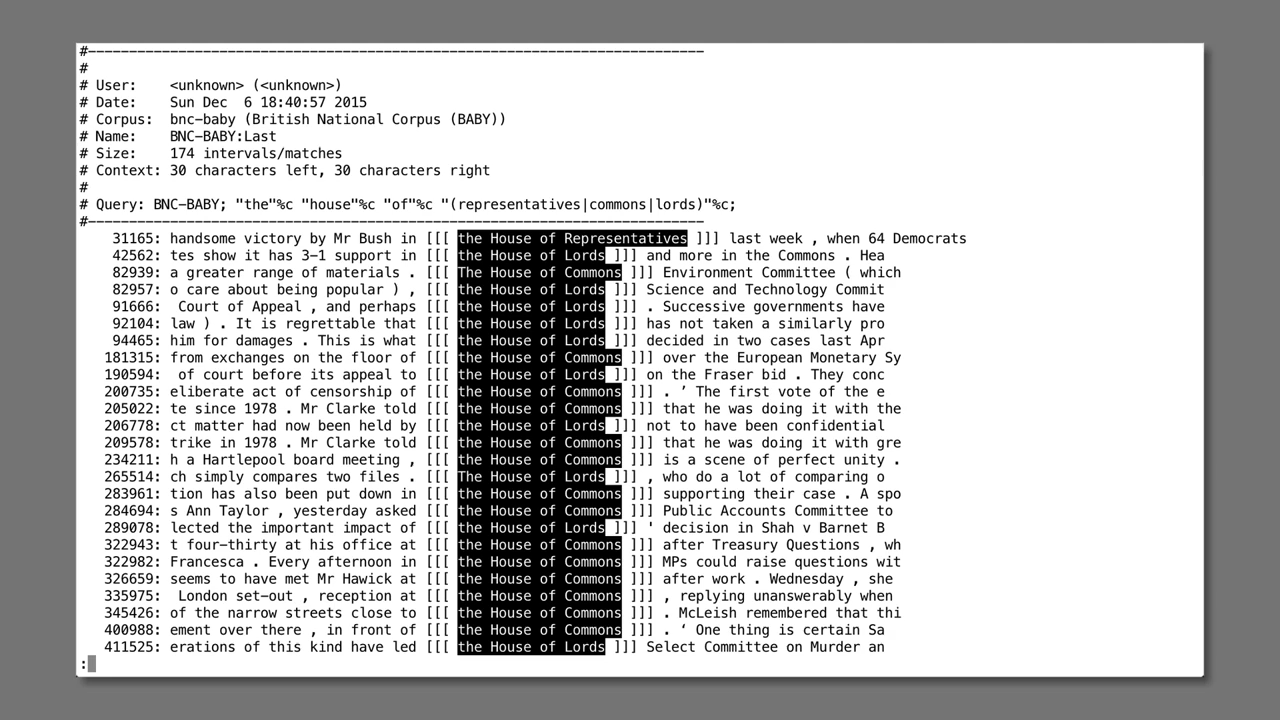 #---------------------------------------------------------------------------
#
# User:    <unknown> (<unknown>)
# Date:    Sun Dec  6 18:40:57 2015
# Corpus:  bnc-baby (British National Corpus (BABY))
# Name:    BNC-BABY:Last
# Size:    174 intervals/matches
# Context: 30 characters left, 30 characters right
#
# Query: BNC-BABY; "the"%c "house"%c "of"%c "(representatives|commons|lords)"%c;
#---------------------------------------------------------------------------
31165: handsome victory by Mr Bush in [[[ the House of Representatives ]]] last week , when 64 Democrats
42562: tes show it has 3-1 support in [[[ the House of Lords ]]] and more in the Commons . Hea
82939: a greater range of materials . [[[ The House of Commons ]]] Environment Committee ( which
82957: o care about being popular ) , [[[ the House of Lords ]]] Science and Technology Commit
91666:  Court of Appeal , and perhaps [[[ the House of Lords ]]] . Successive governments have
92104: law ) . It is regrettable that [[[ the House of Lords ]]] has not taken a similarly pro
94465: him for damages . This is what [[[ the House of Lords ]]] decided in two cases last Apr
181315: from exchanges on the floor of [[[ the House of Commons ]]] over the European Monetary Sy
190594:  of court before its appeal to [[[ the House of Lords ]]] on the Fraser bid . They conc
200735: eliberate act of censorship of [[[ the House of Commons ]]] . ’ The first vote of the e
205022: te since 1978 . Mr Clarke told [[[ the House of Commons ]]] that he was doing it with the
206778: ct matter had now been held by [[[ the House of Lords ]]] not to have been confidential
209578: trike in 1978 . Mr Clarke told [[[ the House of Commons ]]] that he was doing it with gre
234211: h a Hartlepool board meeting , [[[ the House of Commons ]]] is a scene of perfect unity .
265514: ch simply compares two files . [[[ The House of Lords ]]] , who do a lot of comparing o
283961: tion has also been put down in [[[ the House of Commons ]]] supporting their case . A spo
284694: s Ann Taylor , yesterday asked [[[ the House of Commons ]]] Public Accounts Committee to
289078: lected the important impact of [[[ the House of Lords ]]] ' decision in Shah v Barnet B
322943: t four-thirty at his office at [[[ the House of Commons ]]] after Treasury Questions , wh
322982: Francesca . Every afternoon in [[[ the House of Commons ]]] MPs could raise questions wit
326659: seems to have met Mr Hawick at [[[ the House of Commons ]]] after work . Wednesday , she
335975:  London set-out , reception at [[[ the House of Commons ]]] , replying unanswerably when
345426: of the narrow streets close to [[[ the House of Commons ]]] . McLeish remembered that thi
400988: ement over there , in front of [[[ the House of Commons ]]] . ‘ One thing is certain Sa
411525: erations of this kind have led [[[ the House of Lords ]]] Select Committee on Murder an
: